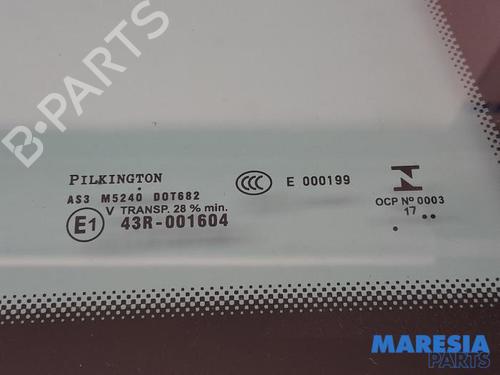 B-PARTS
PILKINGTON
AS3 M5240 DOT682
V TRANSP. 28 % min.
E1 43R-001604
CCC E 000199
OCP Nº 0003
17
MARESIA
PARTS